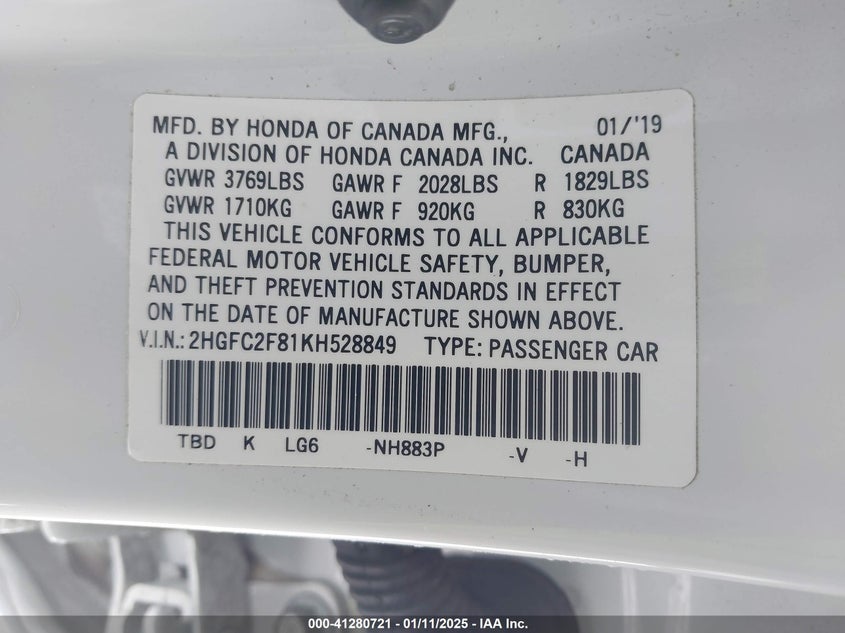 MFD. BY HONDA OF CANADA MFG., 01/'19
A DIVISION OF HONDA CANADA INC. CANADA
GVWR 3769LBS GAWR F 2028LBS R 1829LBS
GVWR 1710KG GAWR F 920KG R 830KG
THIS VEHICLE CONFORMS TO ALL APPLICABLE
FEDERAL MOTOR VEHICLE SAFETY, BUMPER,
AND THEFT PREVENTION STANDARDS IN EFFECT
ON THE DATE OF MANUFACTURE SHOWN ABOVE.
V.I.N.: 2HGFC2F81KH528849 TYPE: PASSENGER CAR
TBD K LG6 -NH883P -V -H
000-41280721 - 01/11/2025 - IAA Inc.